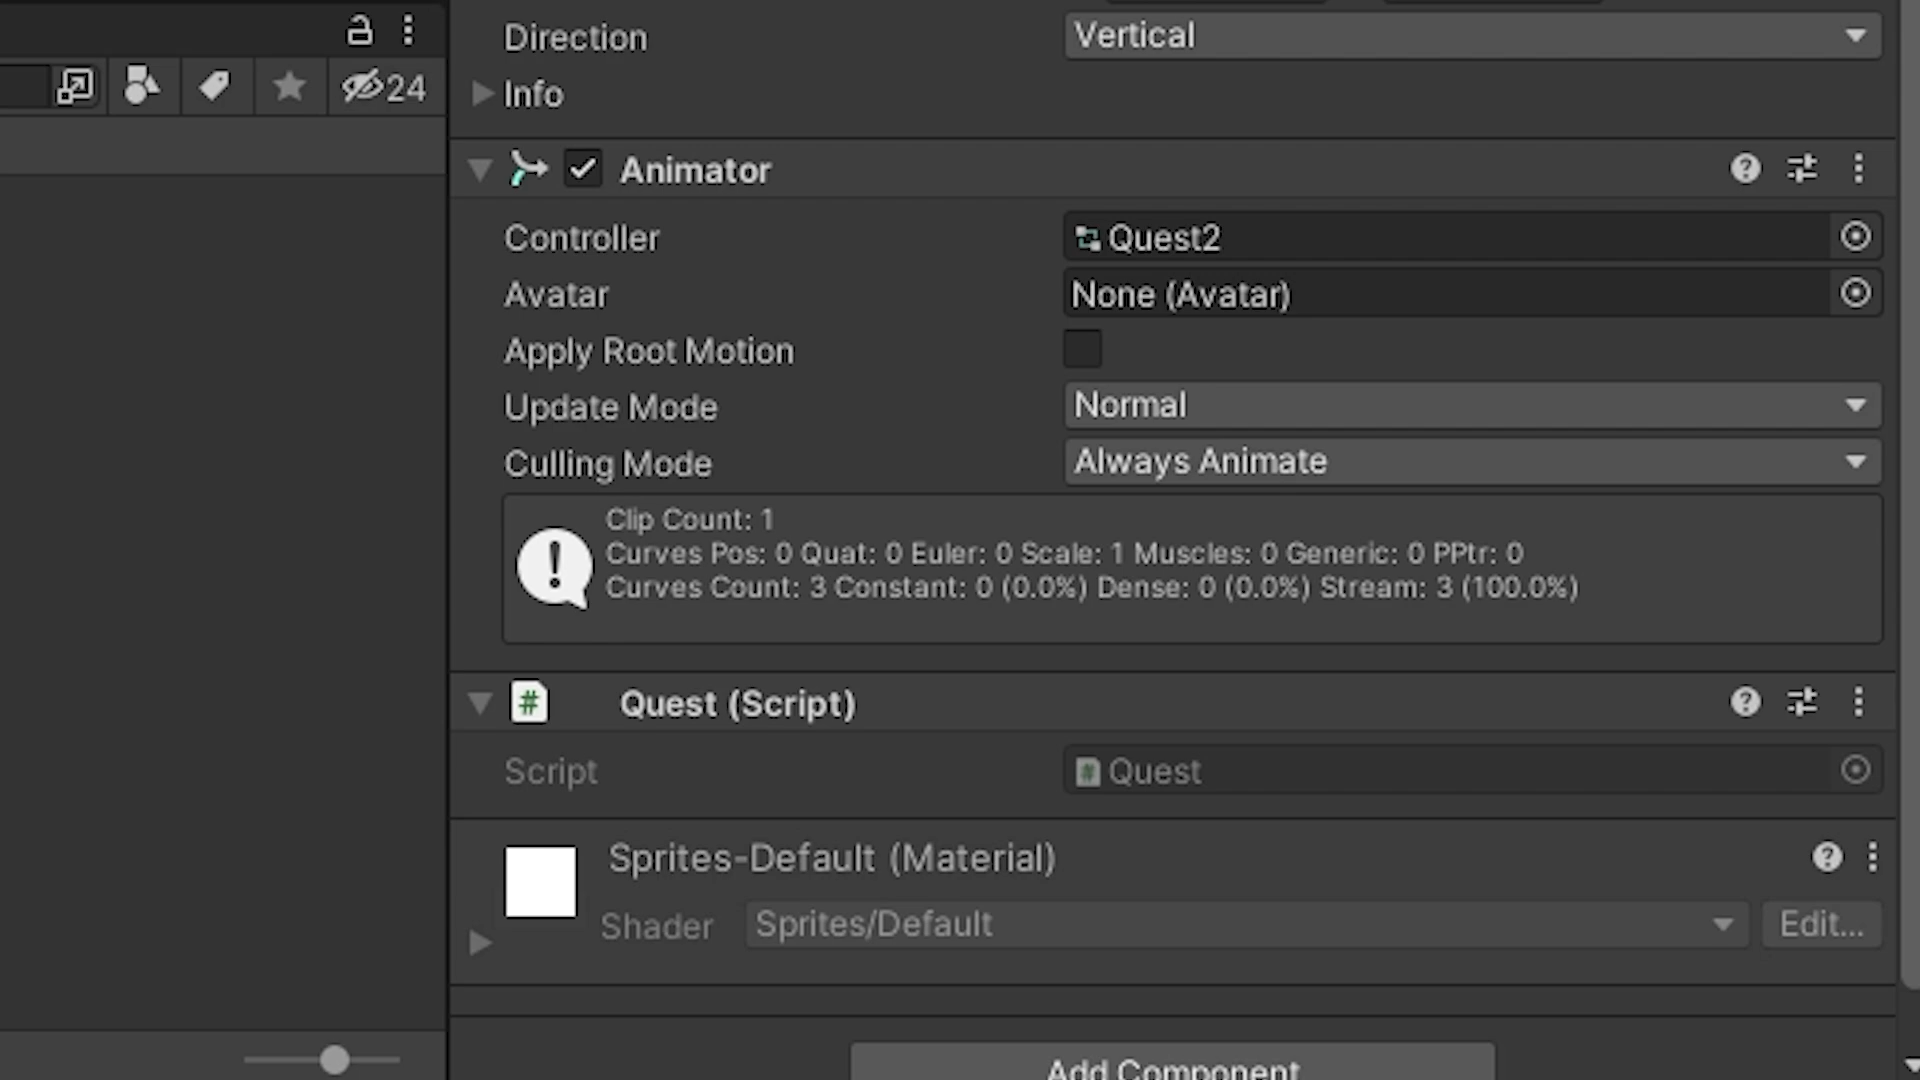 Direction
Vertical
24
Info
Animator
Controller
Quest2
Avatar
None (Avatar)
Apply Root Motion
Update Mode
Normal
Culling Mode
Always Animate
Clip Count: 1
Curves Pos: 0 Quat: 0 Euler: 0 Scale: 1 Muscles: 0 Generic: 0 PPtr: 0
Curves Count: 3 Constant: 0 (0.0%) Dense: 0 (0.0%) Stream: 3 (100.0%)
# Quest (Script)
Script
# Quest
Sprites-Default (Material)
Shader
Sprites/Default
Edit...
Add Component